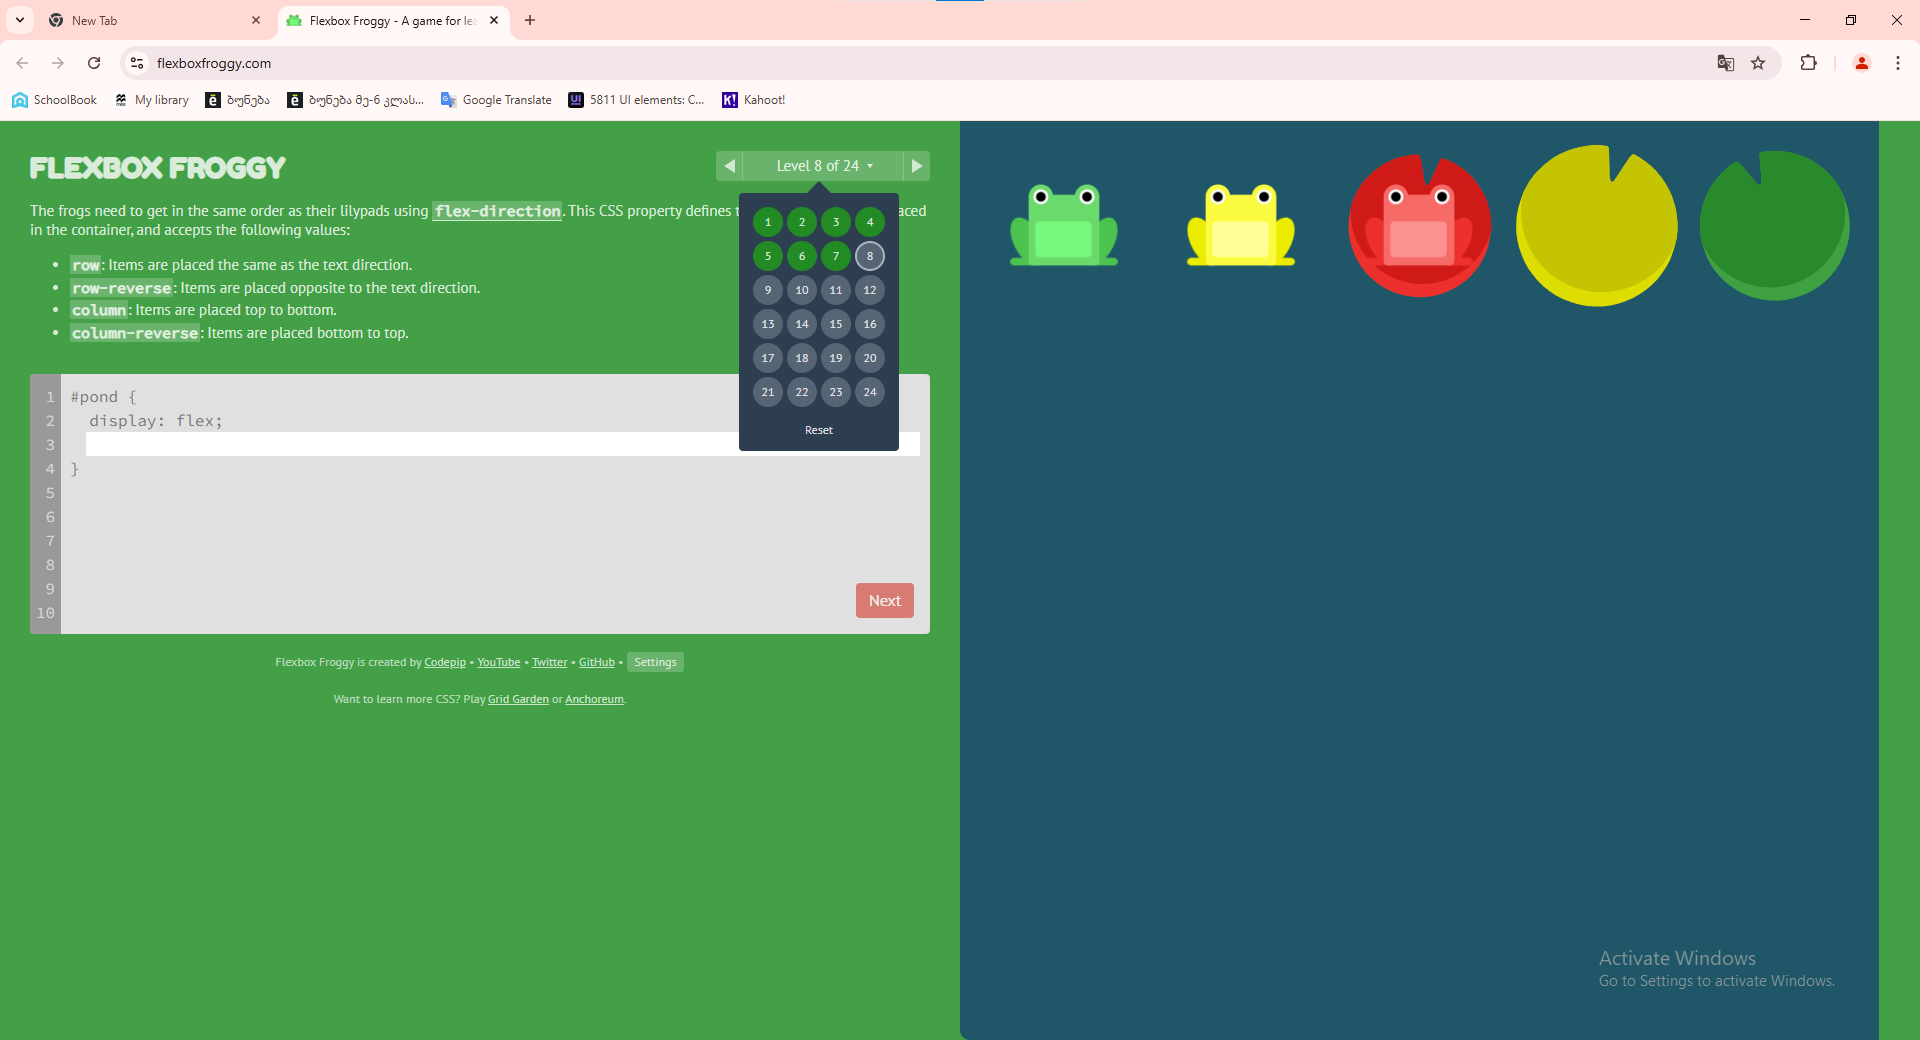 New Tab
Flexbox Froggy - A game for lea
flexboxfroggy.com
SchoolBook
My library
ბუნება
ბუნება მე-6 კლას...
Google Translate
5811 UI elements: C...
Kahoot!
FLEXBOX FROGGY
Level 8 of 24
The frogs need to get in the same order as their lilypads using flex-direction. This CSS property defines t
aced
in the container, and accepts the following values:
row: Items are placed the same as the text direction.
row-reverse: Items are placed opposite to the text direction.
column: Items are placed top to bottom.
column-reverse: Items are placed bottom to top.
1 2 3 4
5 6 7 8
9 10 11 12
13 14 15 16
17 18 19 20
21 22 23 24
Reset
1 #pond {
2 display: flex;
3
4 }
5
6
7
8
9
10
Next
Flexbox Froggy is created by Codepip • YouTube • Twitter • GitHub • Settings
Want to learn more CSS? Play Grid Garden or Anchoreum.
Activate Windows
Go to Settings to activate Windows.